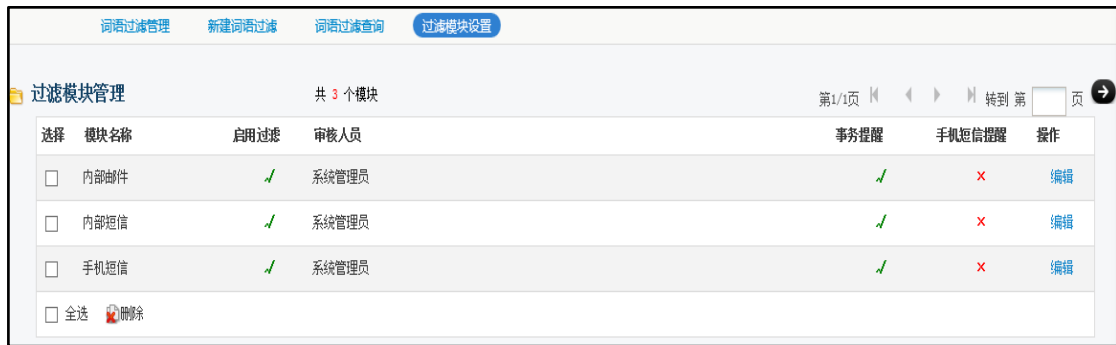 词语过滤管理 新建词语过滤 词语过滤查询 过滤模块设置
过滤模块管理 共 3 个模块 第1/1页 转到 第 页
选择 模块名称 启用过滤 审核人员 事务提醒 手机短信提醒 操作
内部邮件 系统管理员 编辑
内部短信 系统管理员 编辑
手机短信 系统管理员 编辑
全选 删除